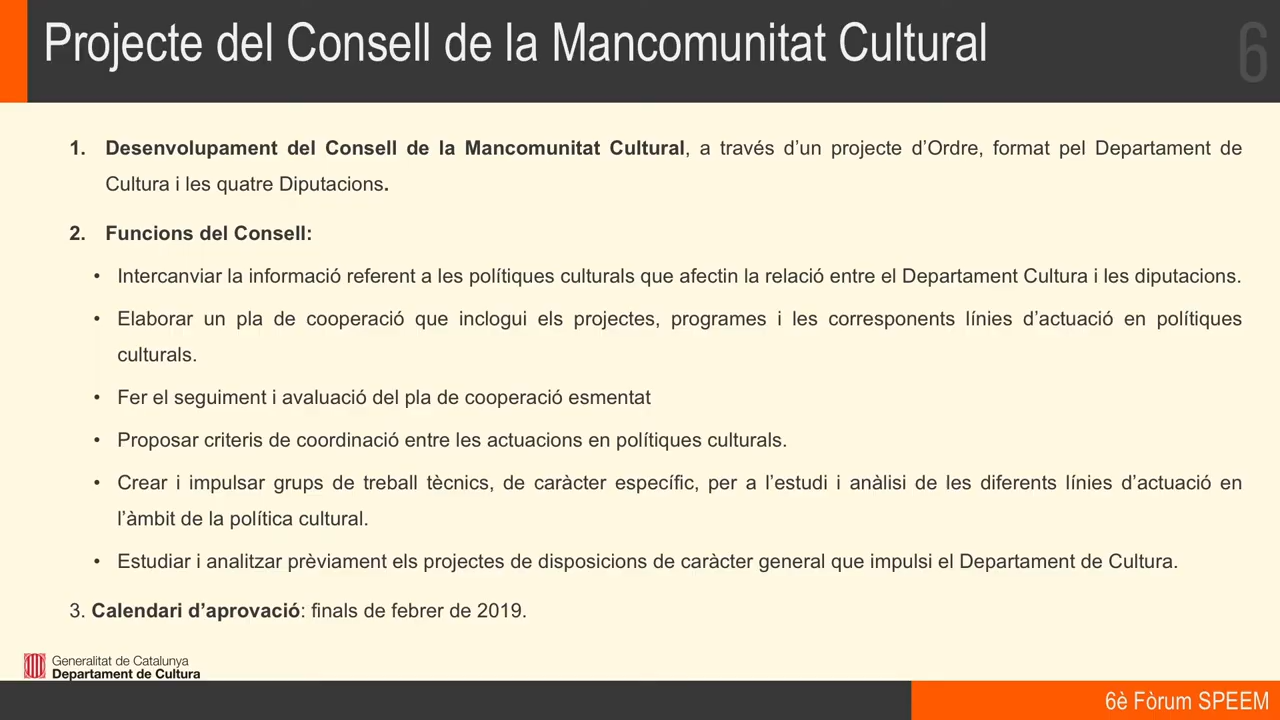 Projecte del Consell de la Mancomunitat Cultural
6
1. Desenvolupament del Consell de la Mancomunitat Cultural, a través d’un projecte d’Ordre, format pel Departament de
Cultura i les quatre Diputacions.
2. Funcions del Consell:
• Intercanviar la informació referent a les polítiques culturals que afectin la relació entre el Departament Cultura i les diputacions.
• Elaborar un pla de cooperació que inclogui els projectes, programes i les corresponents línies d’actuació en polítiques
culturals.
• Fer el seguiment i avaluació del pla de cooperació esmentat
• Proposar criteris de coordinació entre les actuacions en polítiques culturals.
• Crear i impulsar grups de treball tècnics, de caràcter específic, per a l’estudi i anàlisi de les diferents línies d’actuació en
l’àmbit de la política cultural.
• Estudiar i analitzar prèviament els projectes de disposicions de caràcter general que impulsi el Departament de Cultura.
3. Calendari d’aprovació: finals de febrer de 2019.
Generalitat de Catalunya
Departament de Cultura
6è Fòrum SPEEM